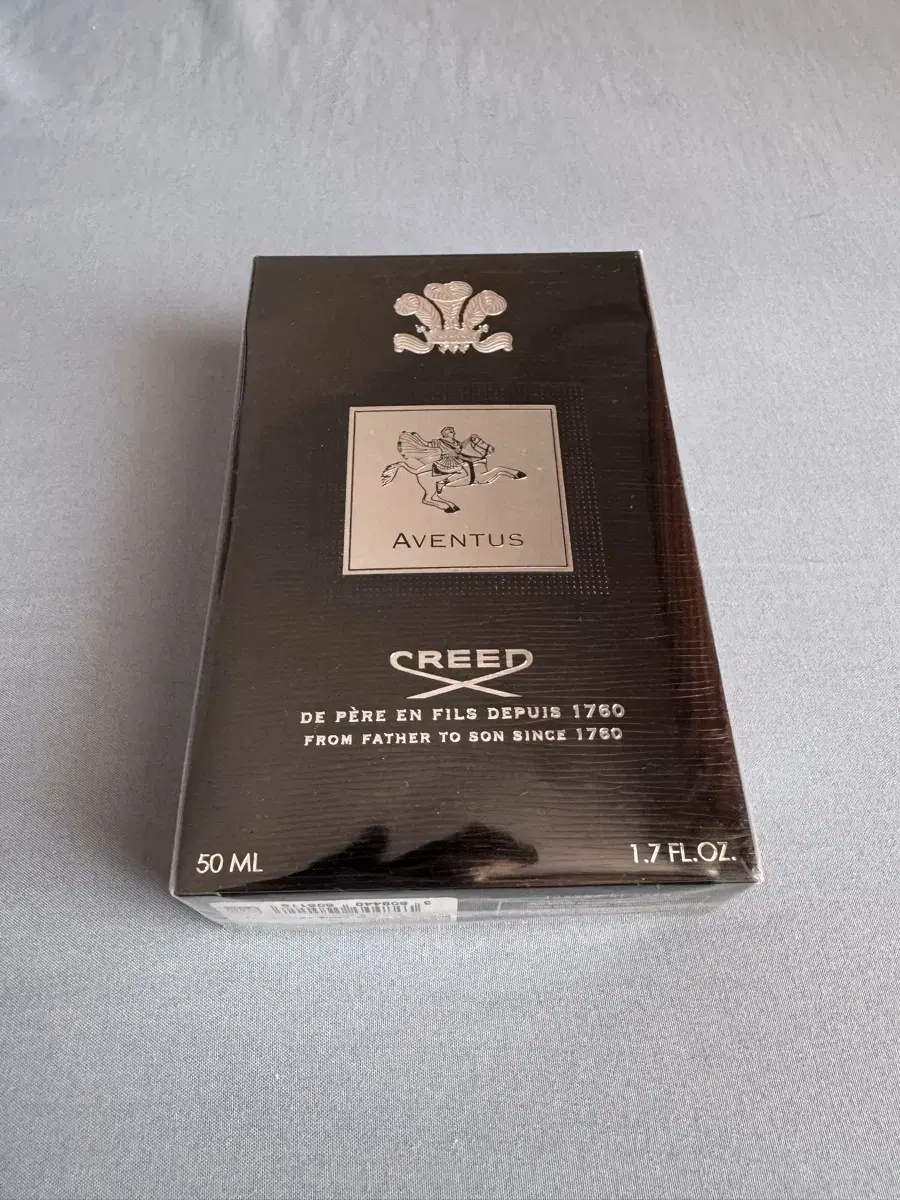 AVENTUS
CREED
DE PÈRE EN FILS DEPUIS 1760
FROM FATHER TO SON SINCE 1760
50 ML
1.7 FL.OZ.